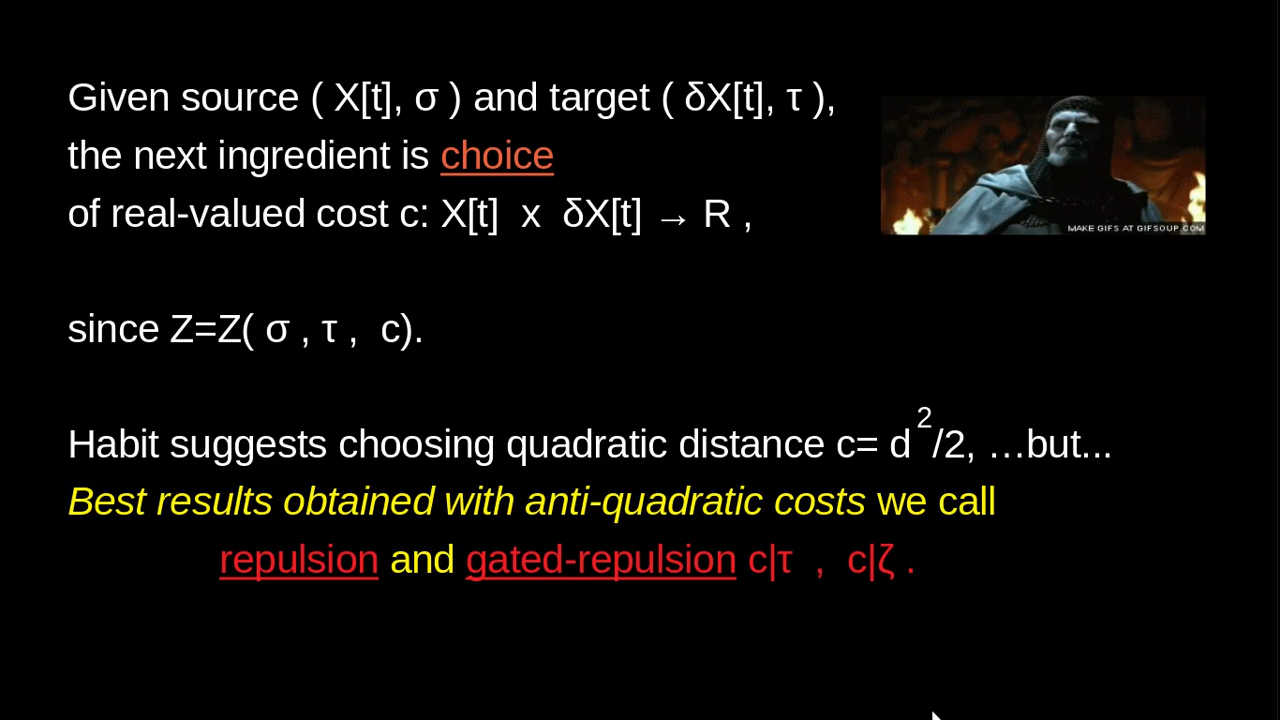 Given source ( X[t], σ ) and target ( δX[t], τ ),
the next ingredient is choice
of real-valued cost c: X[t] x δX[t] → R ,
MAKE GIFS AT GIFSOUP.COM
since Z=Z( σ , τ , c).
Habit suggests choosing quadratic distance c= d²/2, …but...
Best results obtained with anti-quadratic costs we call
repulsion and gated-repulsion c|τ , c|ζ .